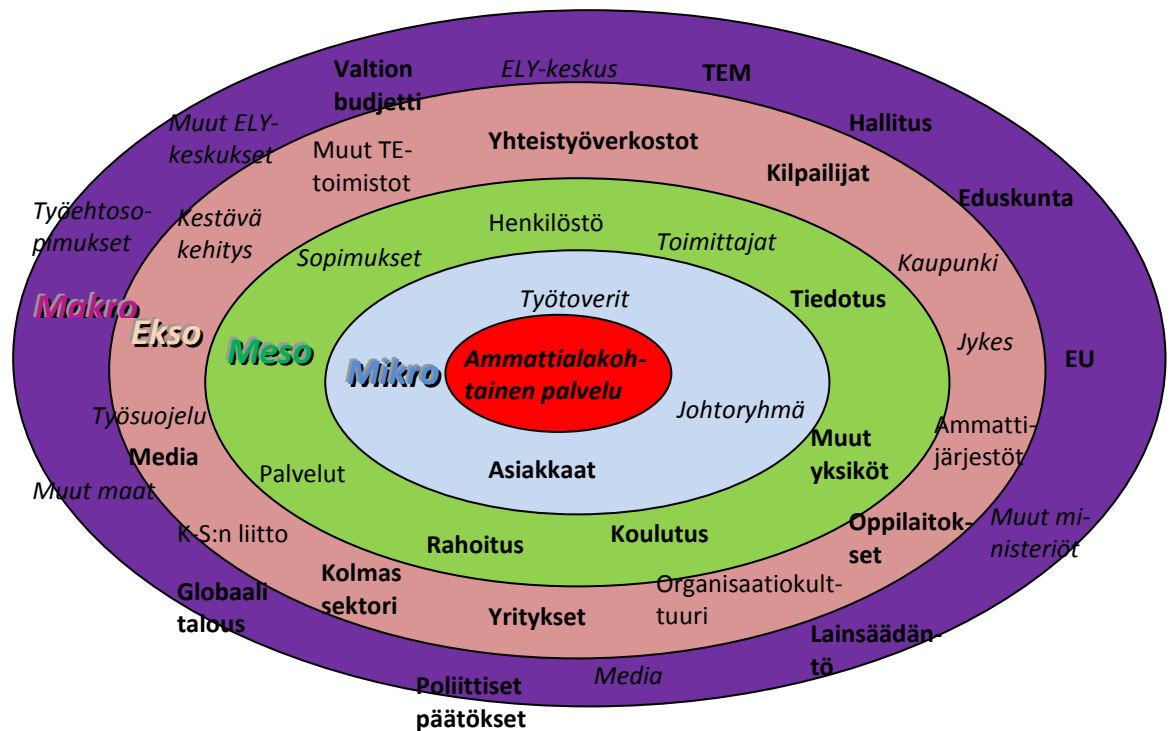 Valtion
budjetti
ELY-keskus
TEM
Hallitus
Muut ELY-
keskukset
Muut TE-
toimistot
Yhteistyöverkostot
Kilpailijat
Eduskunta
Työehtoso-
pimukset
Kestävä
kehitys
Sopimukset
Henkilöstö
Toimittajat
Kaupunki
Työtoverit
Tiedotus
Makro
Ekso
Meso
Mikro
Ammattialakoh-
tainen palvelu
Jykes
EU
Työsuojelu
Johtoryhmä
Ammatti-
järjestöt
Media
Asiakkaat
Muut
yksiköt
Muut maat
Palvelut
K-S:n liitto
Rahoitus
Koulutus
Oppilaitok-
set
Muut mi-
nisteriöt
Globaali
talous
Kolmas
sektori
Yritykset
Organisaatiokult-
tuuri
Lainsäädän-
tö
Poliittiset
päätökset
Media